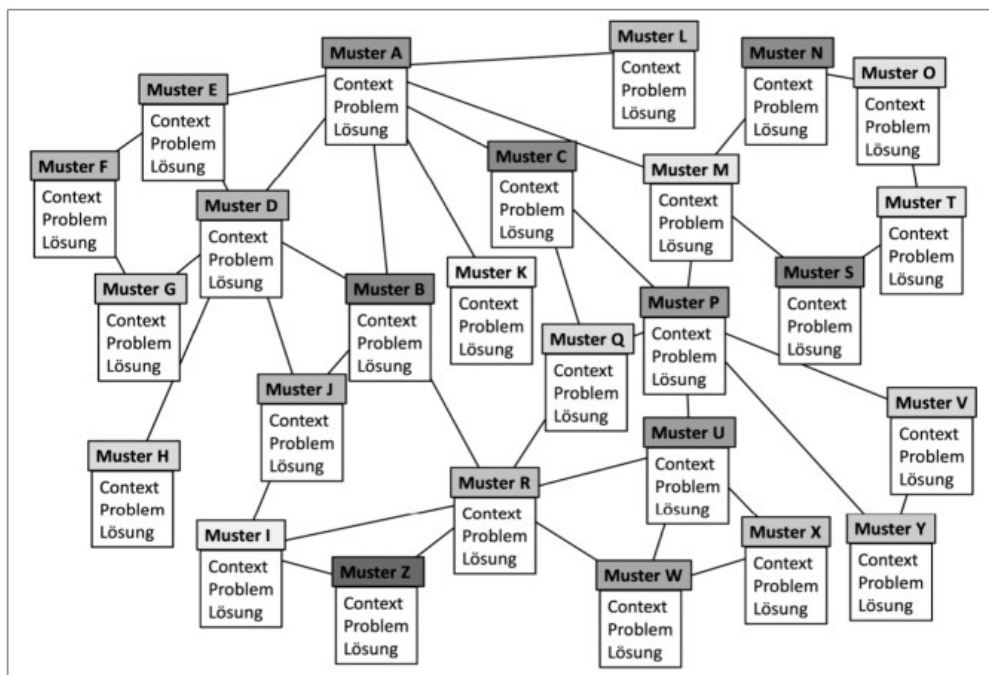 Muster A
Context
Problem
Lösung
Muster L
Context
Problem
Lösung
Muster N
Context
Problem
Lösung
Muster O
Context
Problem
Lösung
Muster E
Context
Problem
Lösung
Muster F
Context
Problem
Lösung
Muster C
Context
Problem
Lösung
Muster M
Context
Problem
Lösung
Muster D
Context
Problem
Lösung
Muster T
Context
Problem
Lösung
Muster G
Context
Problem
Lösung
Muster B
Context
Problem
Lösung
Muster K
Context
Problem
Lösung
Muster P
Context
Problem
Lösung
Muster S
Context
Problem
Lösung
Muster Q
Context
Problem
Lösung
Muster J
Context
Problem
Lösung
Muster V
Context
Problem
Lösung
Muster H
Context
Problem
Lösung
Muster U
Context
Problem
Lösung
Muster R
Context
Problem
Lösung
Muster I
Context
Problem
Lösung
Muster Z
Context
Problem
Lösung
Muster W
Context
Problem
Lösung
Muster X
Context
Problem
Lösung
Muster Y
Context
Problem
Lösung